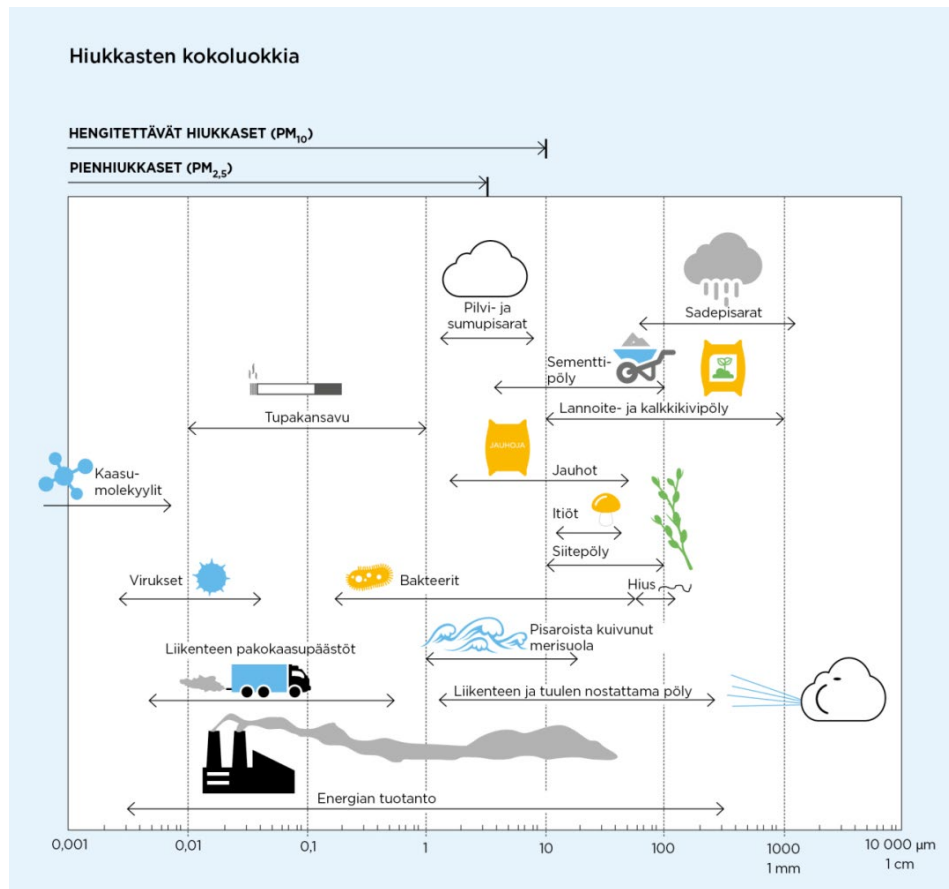 Hiukkasten kokoluokkia
HENGITETTÄVÄT HIUKKASET (PM10)
PIENHIUKKASET (PM2,5)
Pilvi- ja
sumupisarat
Sadepisarat
Sementti-
pöly
Lannoite- ja kalkkikivipöly
Tupakansavu
JAUHOJA
Jauhot
Kaasu-
molekyylit
Itiöt
Siitepöly
Virukset
Bakteerit
Hius
Pisaroista kuivunut
merisuola
Liikenteen pakokaasupäästöt
Liikenteen ja tuulen nostattama pöly
Energian tuotanto
0,001 0,01 0,1 1 10 100 1000 10 000 µm
1 mm 1 cm